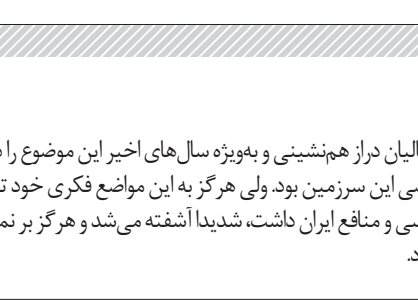 الیان دراز هم‌نشینی و به‌ویژه سال‌های اخیر این موضوع را د
سی این سرزمین بود. ولی هرگز به این مواضع فکری خود ت
سی و منافع ایران داشت، شدیدا آشفته می‌شد و هرگز بر نم
د.